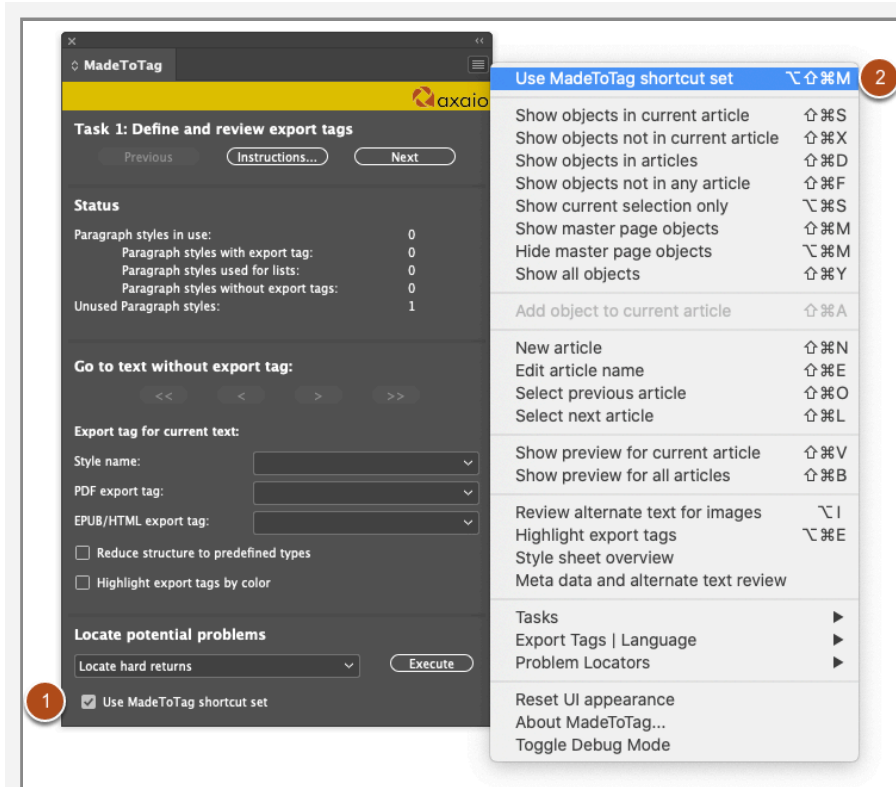 MadeToTag
axaio
Task 1: Define and review export tags
Previous Instructions... Next
Status
Paragraph styles in use: 0
Paragraph styles with export tag: 0
Paragraph styles used for lists: 0
Paragraph styles without export tags: 0
Unused Paragraph styles: 1
Go to text without export tag:
<< < > >>
Export tag for current text:
Style name:
PDF export tag:
EPUB/HTML export tag:
Reduce structure to predefined types
Highlight export tags by color
Locate potential problems
Locate hard returns Execute
1 Use MadeToTag shortcut set
Use MadeToTag shortcut set ⌥⇧⌘M 2
Show objects in current article ⇧⌘S
Show objects not in current article ⇧⌘X
Show objects in articles ⇧⌘D
Show objects not in any article ⇧⌘F
Show current selection only ⌥⌘S
Show master page objects ⇧⌘M
Hide master page objects ⌥⌘M
Show all objects ⇧⌘Y
Add object to current article ⇧⌘A
New article ⇧⌘N
Edit article name ⇧⌘E
Select previous article ⇧⌘O
Select next article ⇧⌘L
Show preview for current article ⇧⌘V
Show preview for all articles ⇧⌘B
Review alternate text for images ⌥I
Highlight export tags ⌥⌘E
Style sheet overview
Meta data and alternate text review
Tasks ▶
Export Tags | Language ▶
Problem Locators ▶
Reset UI appearance
About MadeToTag...
Toggle Debug Mode